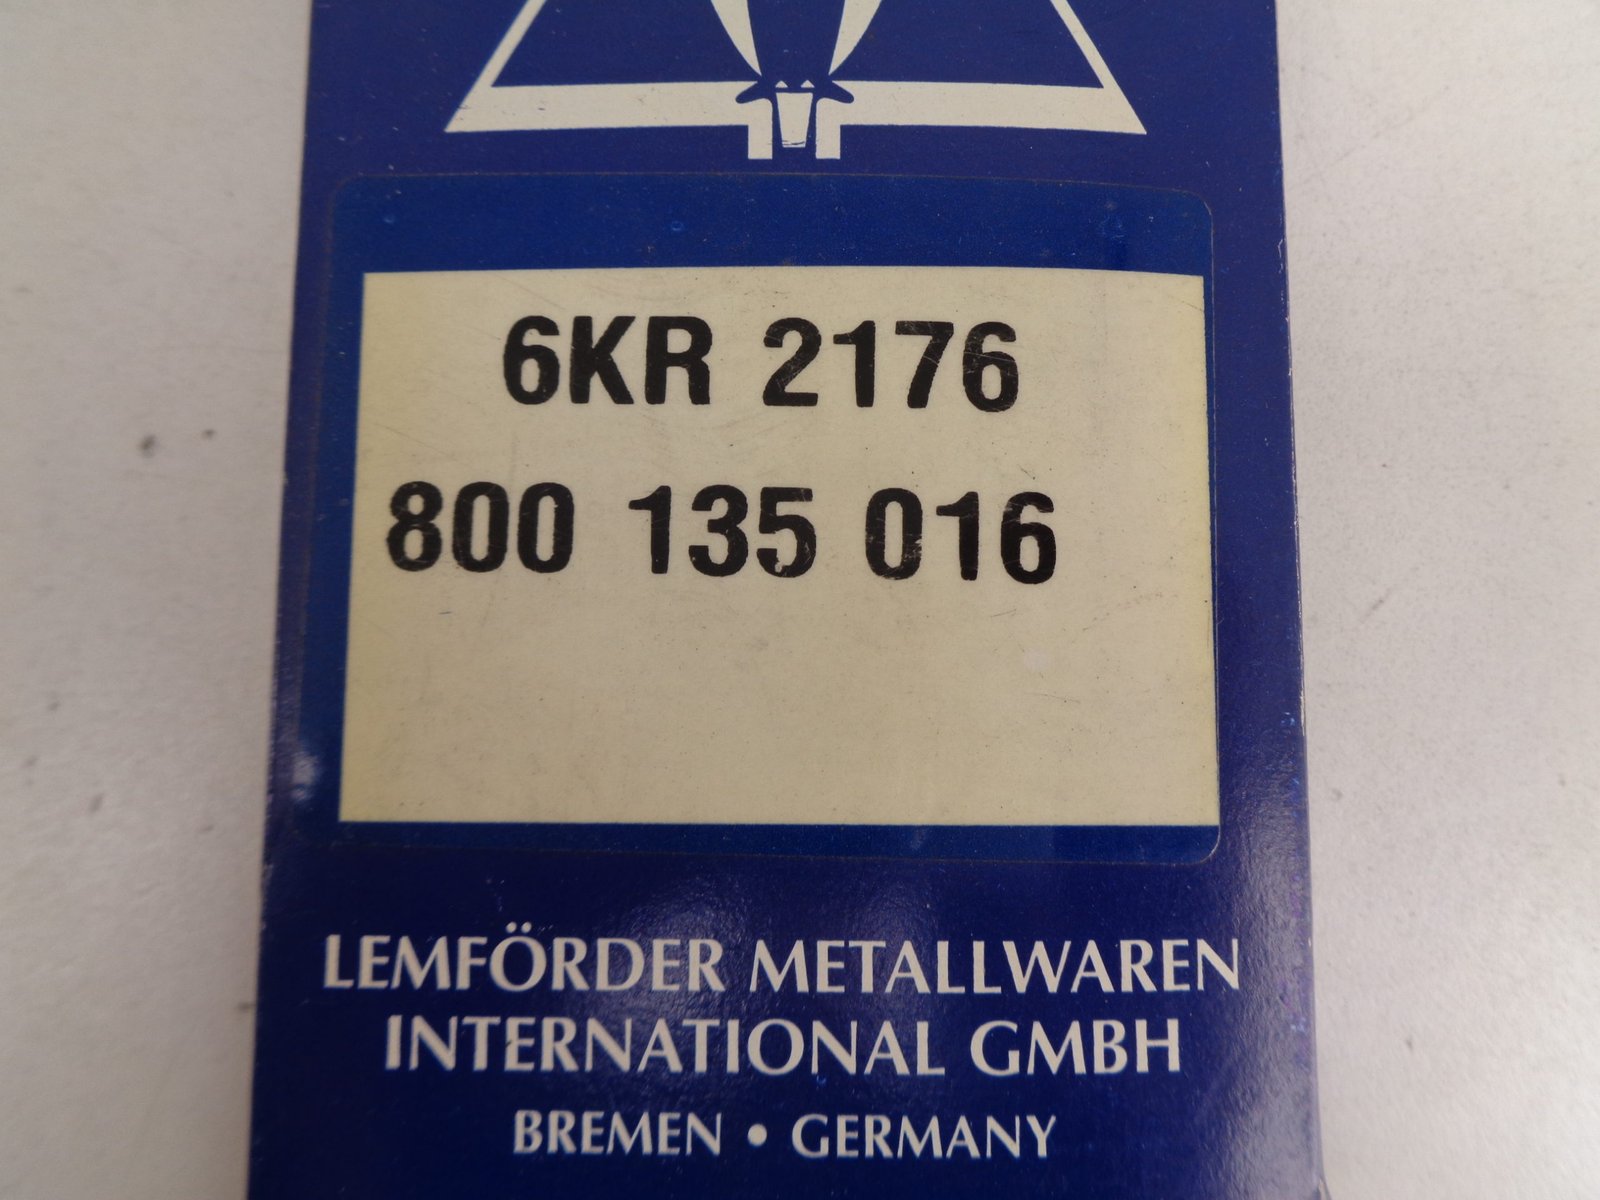 6KR 2176
800 135 016
LEMFÖRDER METALLWAREN
INTERNATIONAL GMBH
BREMEN • GERMANY